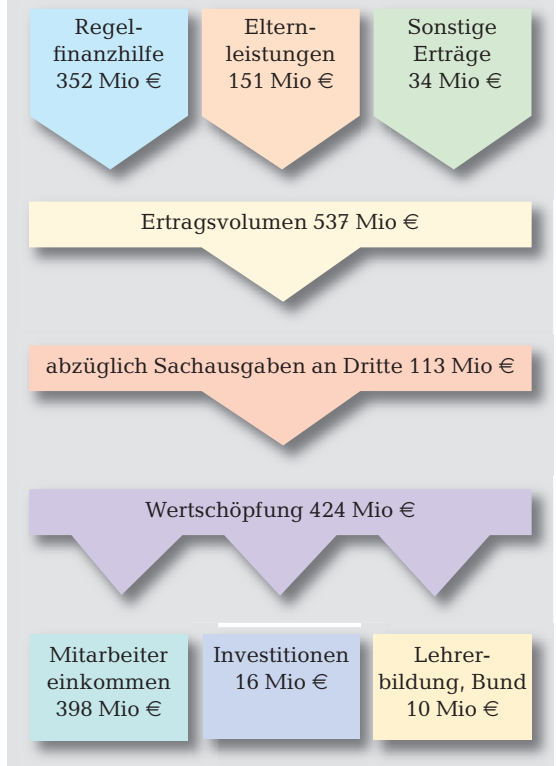 Regel-
finanzhilfe
352 Mio €
Eltern-
leistungen
151 Mio €
Sonstige
Erträge
34 Mio €
Ertragsvolumen 537 Mio €
abzüglich Sachausgaben an Dritte 113 Mio €
Wertschöpfung 424 Mio €
Mitarbeiter
einkommen
398 Mio €
Investitionen
16 Mio €
Lehrer-
bildung, Bund
10 Mio €